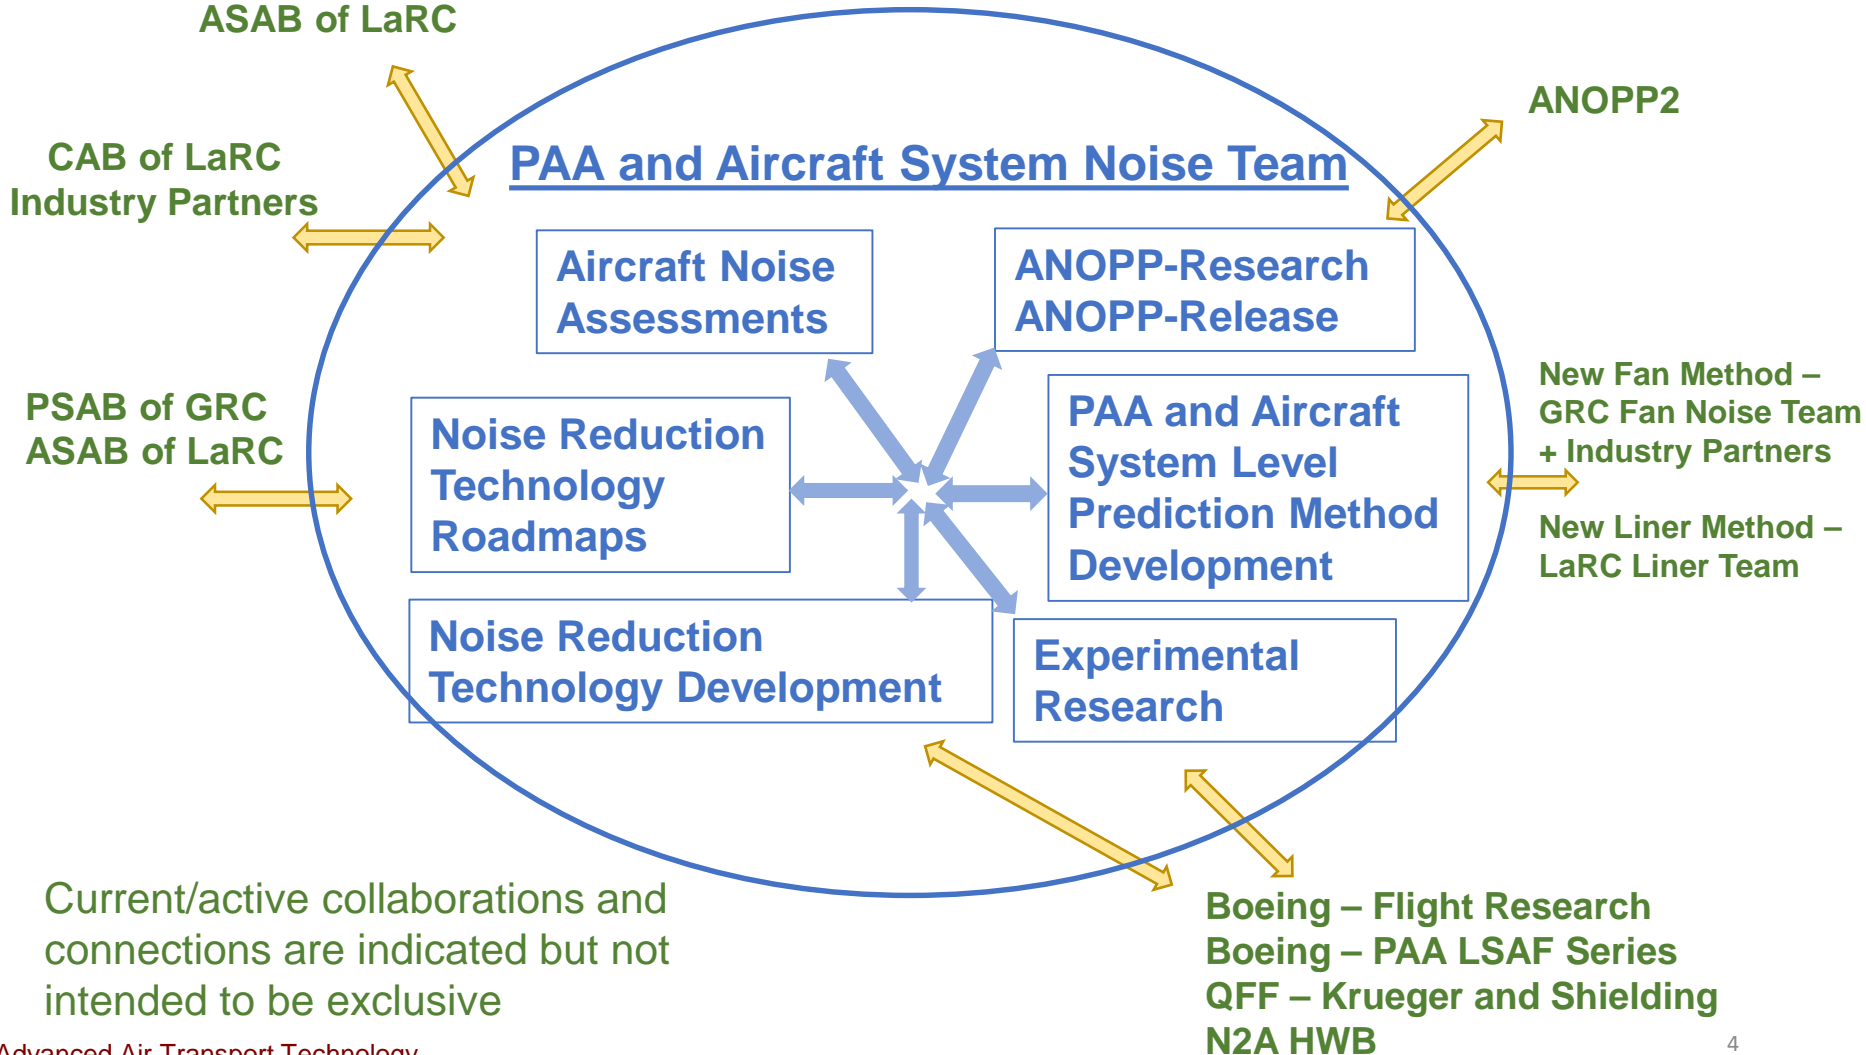 ASAB of LaRC
CAB of LaRC
Industry Partners
PSAB of GRC
ASAB of LaRC
PAA and Aircraft System Noise Team
Aircraft Noise
Assessments
ANOPP-Research
ANOPP-Release
Noise Reduction
Technology
Roadmaps
PAA and Aircraft
System Level
Prediction Method
Development
Noise Reduction
Technology Development
Experimental
Research
ANOPP2
New Fan Method –
GRC Fan Noise Team
+ Industry Partners
New Liner Method –
LaRC Liner Team
Boeing – Flight Research
Boeing – PAA LSAF Series
QFF – Krueger and Shielding
N2A HWB
Current/active collaborations and
connections are indicated but not
intended to be exclusive
Advanced Air Transport Technology
4